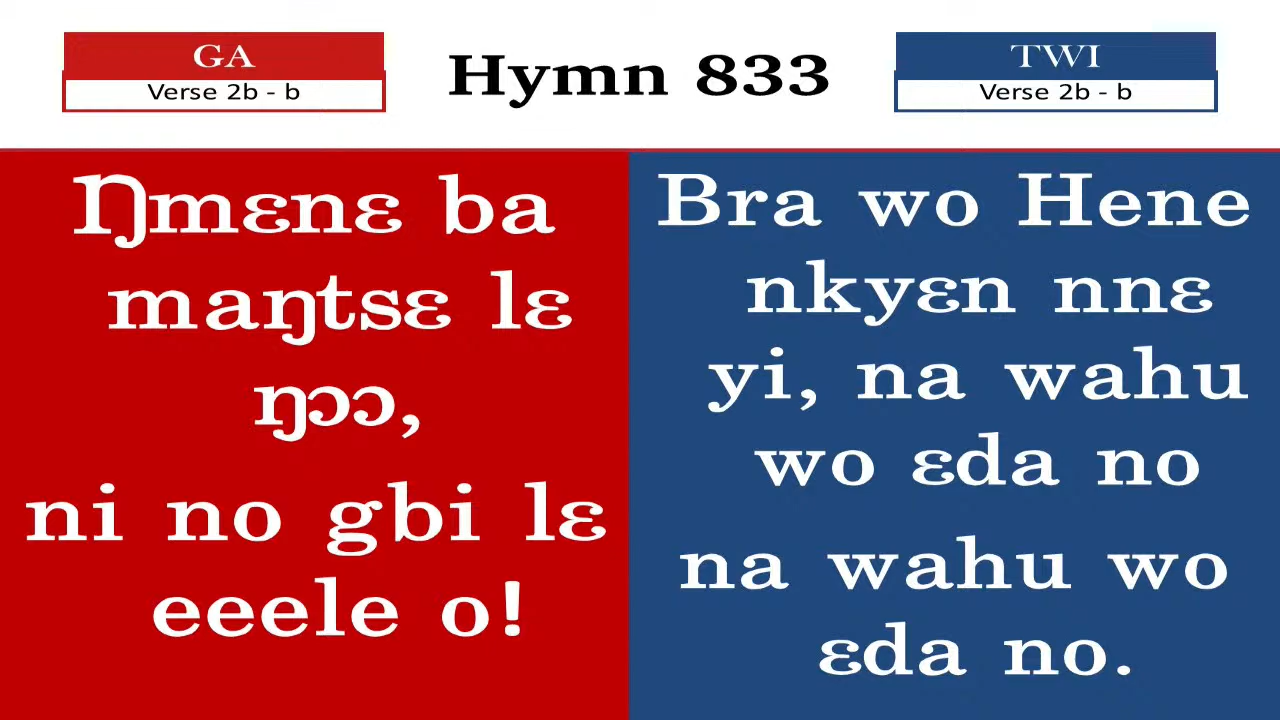 GA
Verse 2b - b
Hymn 833
TWI
Verse 2b - b
Ŋmɛnɛ ba
maŋtsɛ lɛ
ŋɔɔ,
ni no gbi lɛ
eeele o!
Bra wo Hene
nkyɛn nnɛ
yi, na wahu
wo ɛda no
na wahu wo
ɛda no.